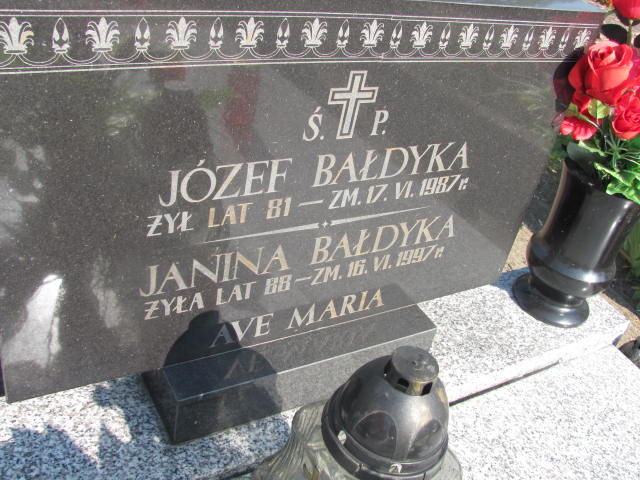 Ś. P.
JÓZEF BAŁDYKA
ŻYŁ LAT 81 — ZM. 17. VI. 1987 r.
JANINA BAŁDYKA
ŻYŁA LAT 88 — ZM. 16. VI. 1997 r.
AVE MARIA